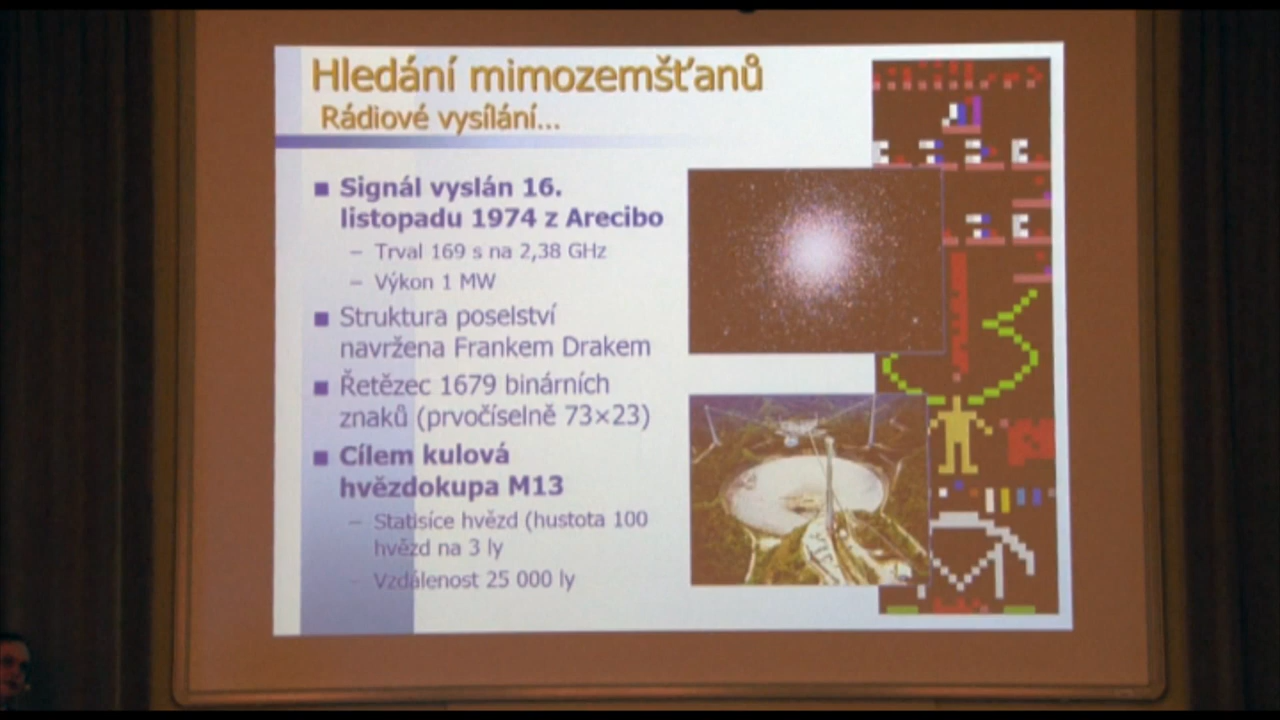 Hledání mimozemšťanů
Rádiové vysílání...
Signál vyslán 16.
listopadu 1974 z Arecibo
– Trval 169 s na 2,38 GHz
– Výkon 1 MW
Struktura poselství
navržena Frankem Drakem
Řetězec 1679 binárních
znaků (prvočíselně 73×23)
Cílem kulová
hvězdokupa M13
– Statisíce hvězd (hustota 100
hvězd na 3 ly
– Vzdálenost 25 000 ly